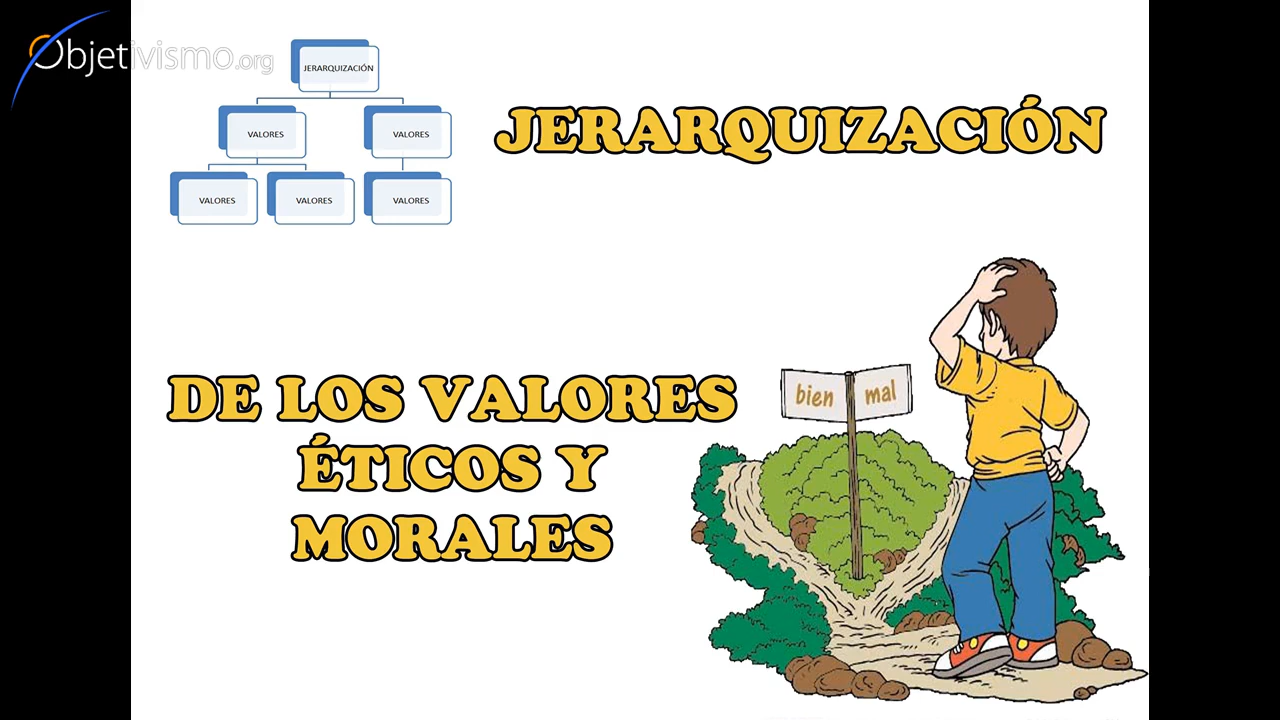 Objetivismo.org
JERARQUIZACIÓN
VALORES
VALORES
VALORES
VALORES
VALORES
JERARQUIZACIÓN
DE LOS VALORES
ÉTICOS Y
MORALES
bien
mal